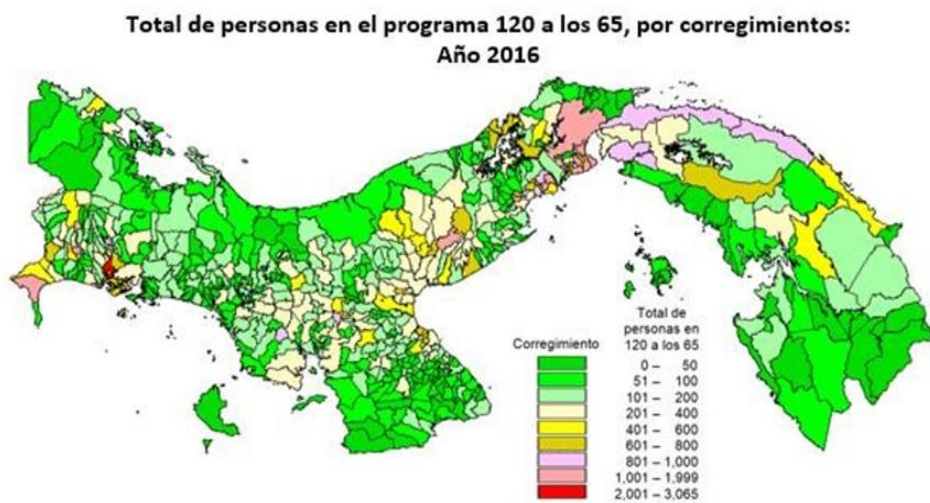 Total de personas en el programa 120 a los 65, por corregimientos:
Año 2016
Corregimiento
Total de
personas en
120 a los 65
0 – 50
51 – 100
101 – 200
201 – 400
401 – 600
601 – 800
801 – 1,000
1,001 – 1,999
2,001 – 3,065